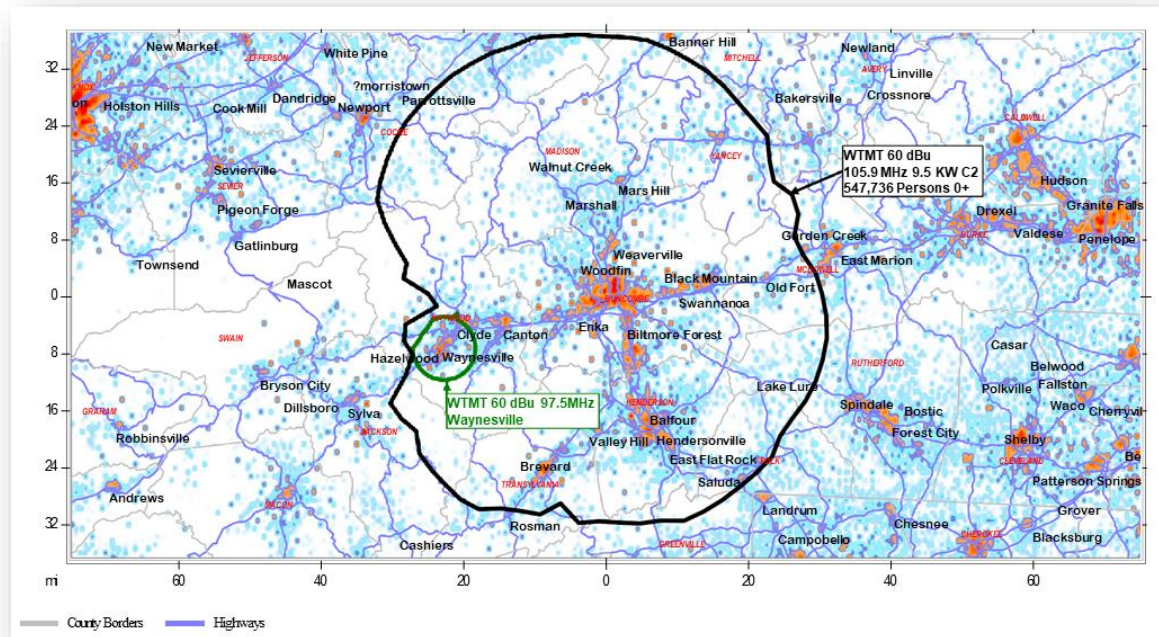 New Market
JEFFERSON
White Pine
Banner Hill
MITCHELL
Newland
AVERY
Linville
32
KNOX
on
Holston Hills
Cook Mill
Dandridge
?morristown
Newport
Parrottsville
Bakersville
Crossnore
24
COCKE
CALDWELL
MADISON
YANCEY
WTMT 60 dBu
105.9 MHz 9.5 KW C2
547,736 Persons 0+
Walnut Creek
Sevierville
SEVIER
16
Mars Hill
Hudson
Pigeon Forge
Marshall
Granite Falls
Drexel
8
Gatlinburg
Garden Creek
BURKE
Valdese
Penelope
Townsend
Weaverville
Woodfin
East Marion
MCDOWELL
Mascot
Black Mountain
Old Fort
0
BUNCOMBE
Swannanoa
HAYWOOD
Clyde
Canton
Enka
Biltmore Forest
SWAIN
Casar
8
Hazelwood
Waynesville
RUTHERFORD
Belwood
Bryson City
Lake Lure
Polkville
Fallston
WTMT 60 dBu 97.5MHz
Waynesville
16
GRAHAM
Dillsboro
Sylva
HENDERSON
Balfour
Spindale
Bostic
Waco
Cherryvil
Robbinsville
JACKSON
Valley Hill
Hendersonville
Forest City
Shelby
24
Brevard
East Flat Rock
POLK
CLEVELAND
Be
Andrews
TRANSYLVANIA
Saluda
Patterson Springs
MACON
Landrum
Grover
32
Rosman
Chesnee
Cashiers
GREENVILLE
Campobello
CHEROKEE
Blacksburg
mi
60
40
20
0
20
40
60
County Borders
Highways